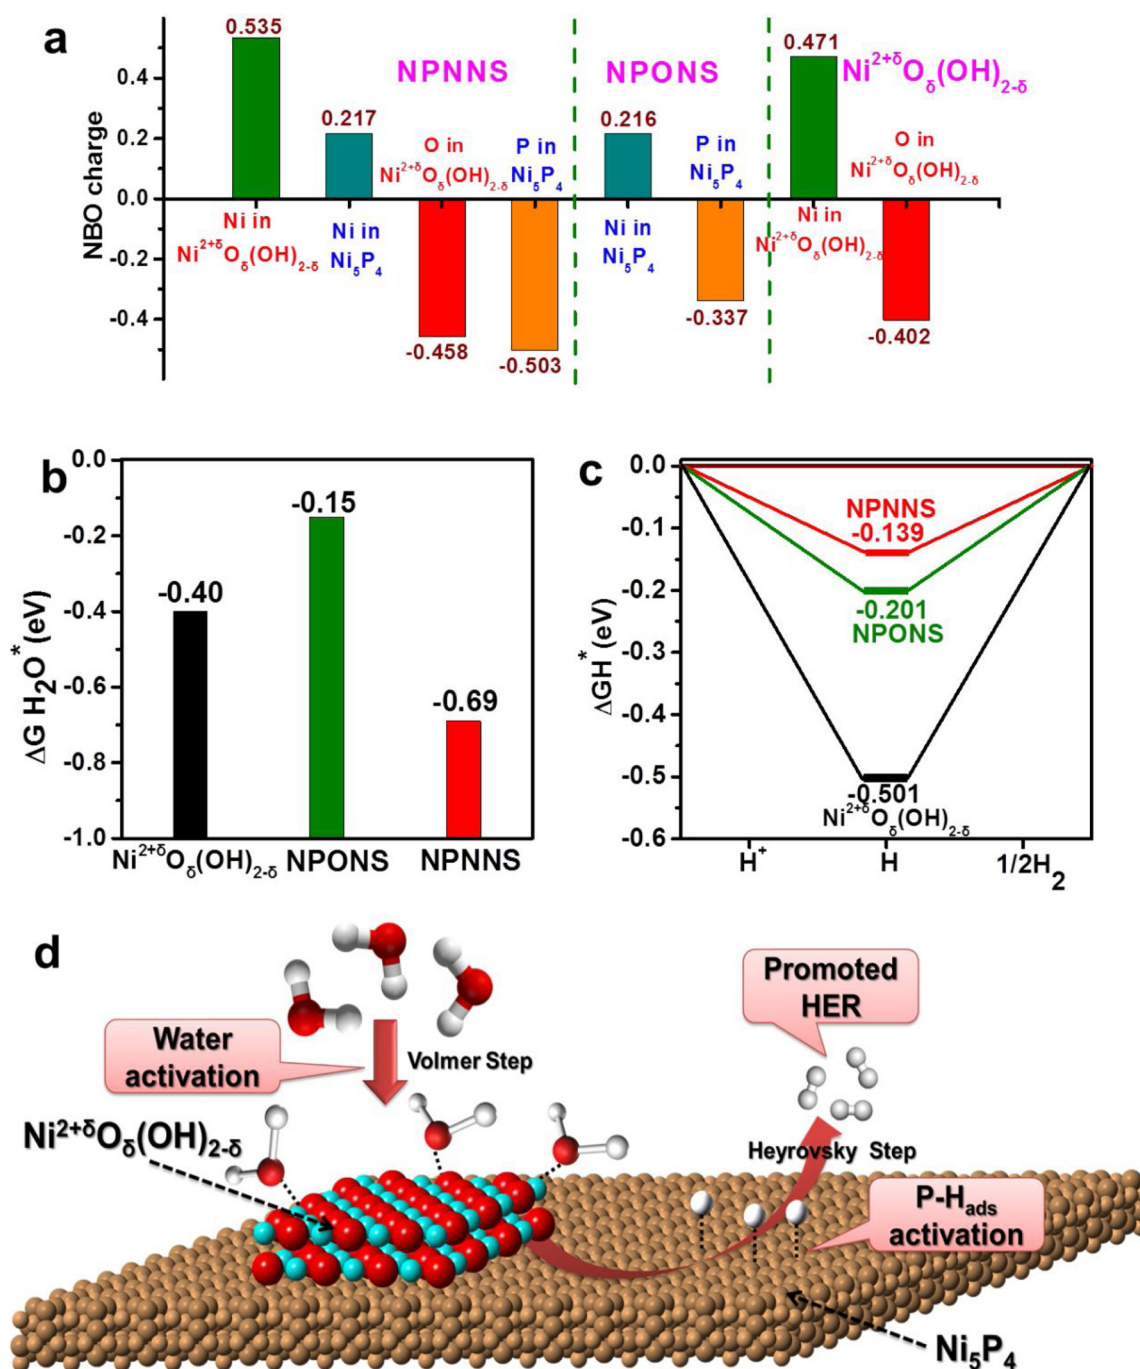 a
NBO charge
0.4
0.2
0.0
-0.2
-0.4
0.535
0.217
NPNNS
O in
Ni²⁺ᵟOδ(OH)₂₋δ
P in
Ni₅P₄
Ni in
Ni²⁺ᵟOδ(OH)₂₋δ
Ni in
Ni₅P₄
-0.458
-0.503
NPONS
0.216
P in
Ni₅P₄
Ni in
Ni₅P₄
-0.337
0.471
Ni²⁺ᵟOδ(OH)₂₋δ
O in
Ni²⁺ᵟOδ(OH)₂₋δ
Ni in
Ni²⁺ᵟOδ(OH)₂₋δ
-0.402
b
ΔG H₂O* (eV)
0.0
-0.2
-0.4
-0.6
-0.8
-1.0
-0.40
-0.15
-0.69
Ni²⁺ᵟOδ(OH)₂₋δ
NPONS
NPNNS
c
ΔGH* (eV)
0.0
-0.1
-0.2
-0.3
-0.4
-0.5
-0.6
NPNNS
-0.139
-0.201
NPONS
-0.501
Ni²⁺ᵟOδ(OH)₂₋δ
H⁺
H
1/2H₂
d
Water
activation
Volmer Step
Ni²⁺ᵟOδ(OH)₂₋δ
Promoted
HER
Heyrovsky Step
P-Hads
activation
Ni₅P₄